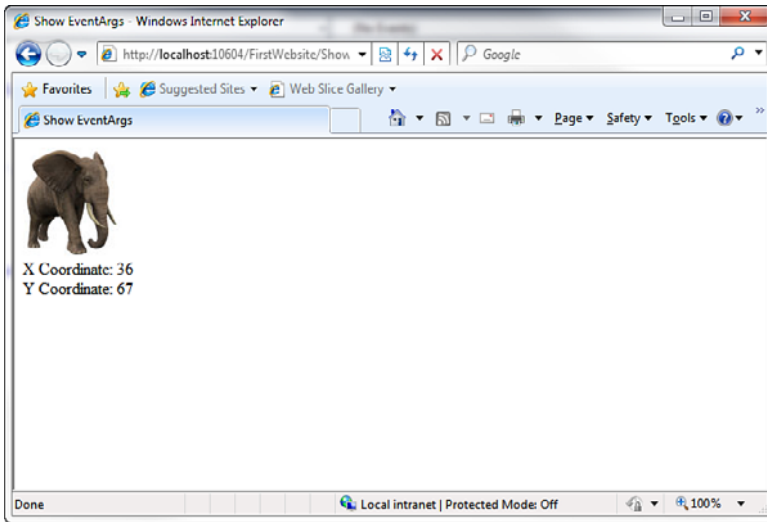 Show EventArgs - Windows Internet Explorer
http://localhost:10604/FirstWebsite/Show
Google
Favorites
Suggested Sites
Web Slice Gallery
Show EventArgs
Page
Safety
Tools
»
X Coordinate: 36
Y Coordinate: 67
Done
Local intranet | Protected Mode: Off
100%